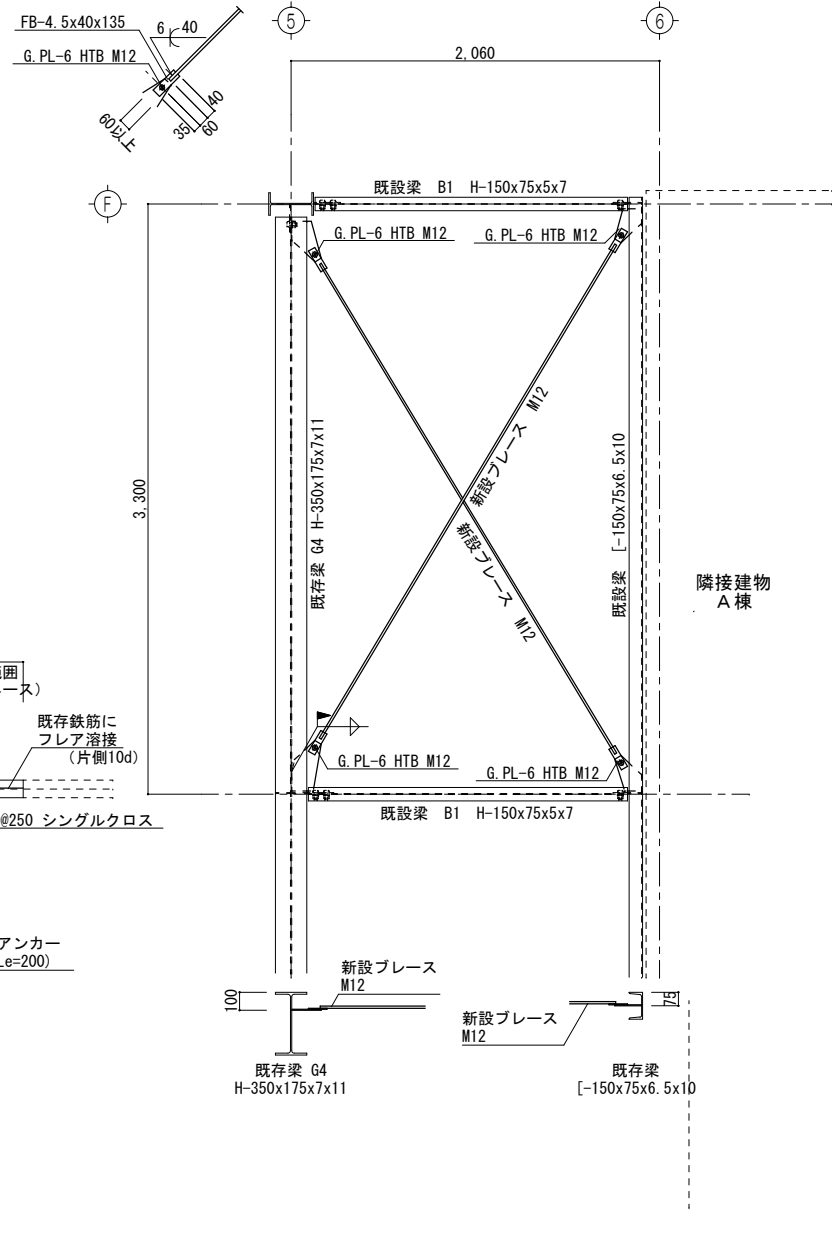 FB-4.5x40x135
6 40
G.PL-6 HTB M12
60以上
35
60
40
5
6
2,060
F
既設梁 B1 H-150x75x5x7
G.PL-6 HTB M12
G.PL-6 HTB M12
3,300
既存梁 G4 H-350x175x7x11
新設ブレース M12
新設ブレース M12
既設梁 [-150x75x6.5x10
隣接建物
A棟
囲
ース)
既存鉄筋に
フレア溶接
(片側10d)
@250 シングルクロス
G.PL-6 HTB M12
G.PL-6 HTB M12
既設梁 B1 H-150x75x5x7
アンカー
Le=200)
100
新設ブレース
M12
新設ブレース
M12
75
既存梁 G4
H-350x175x7x11
既存梁
[-150x75x6.5x10